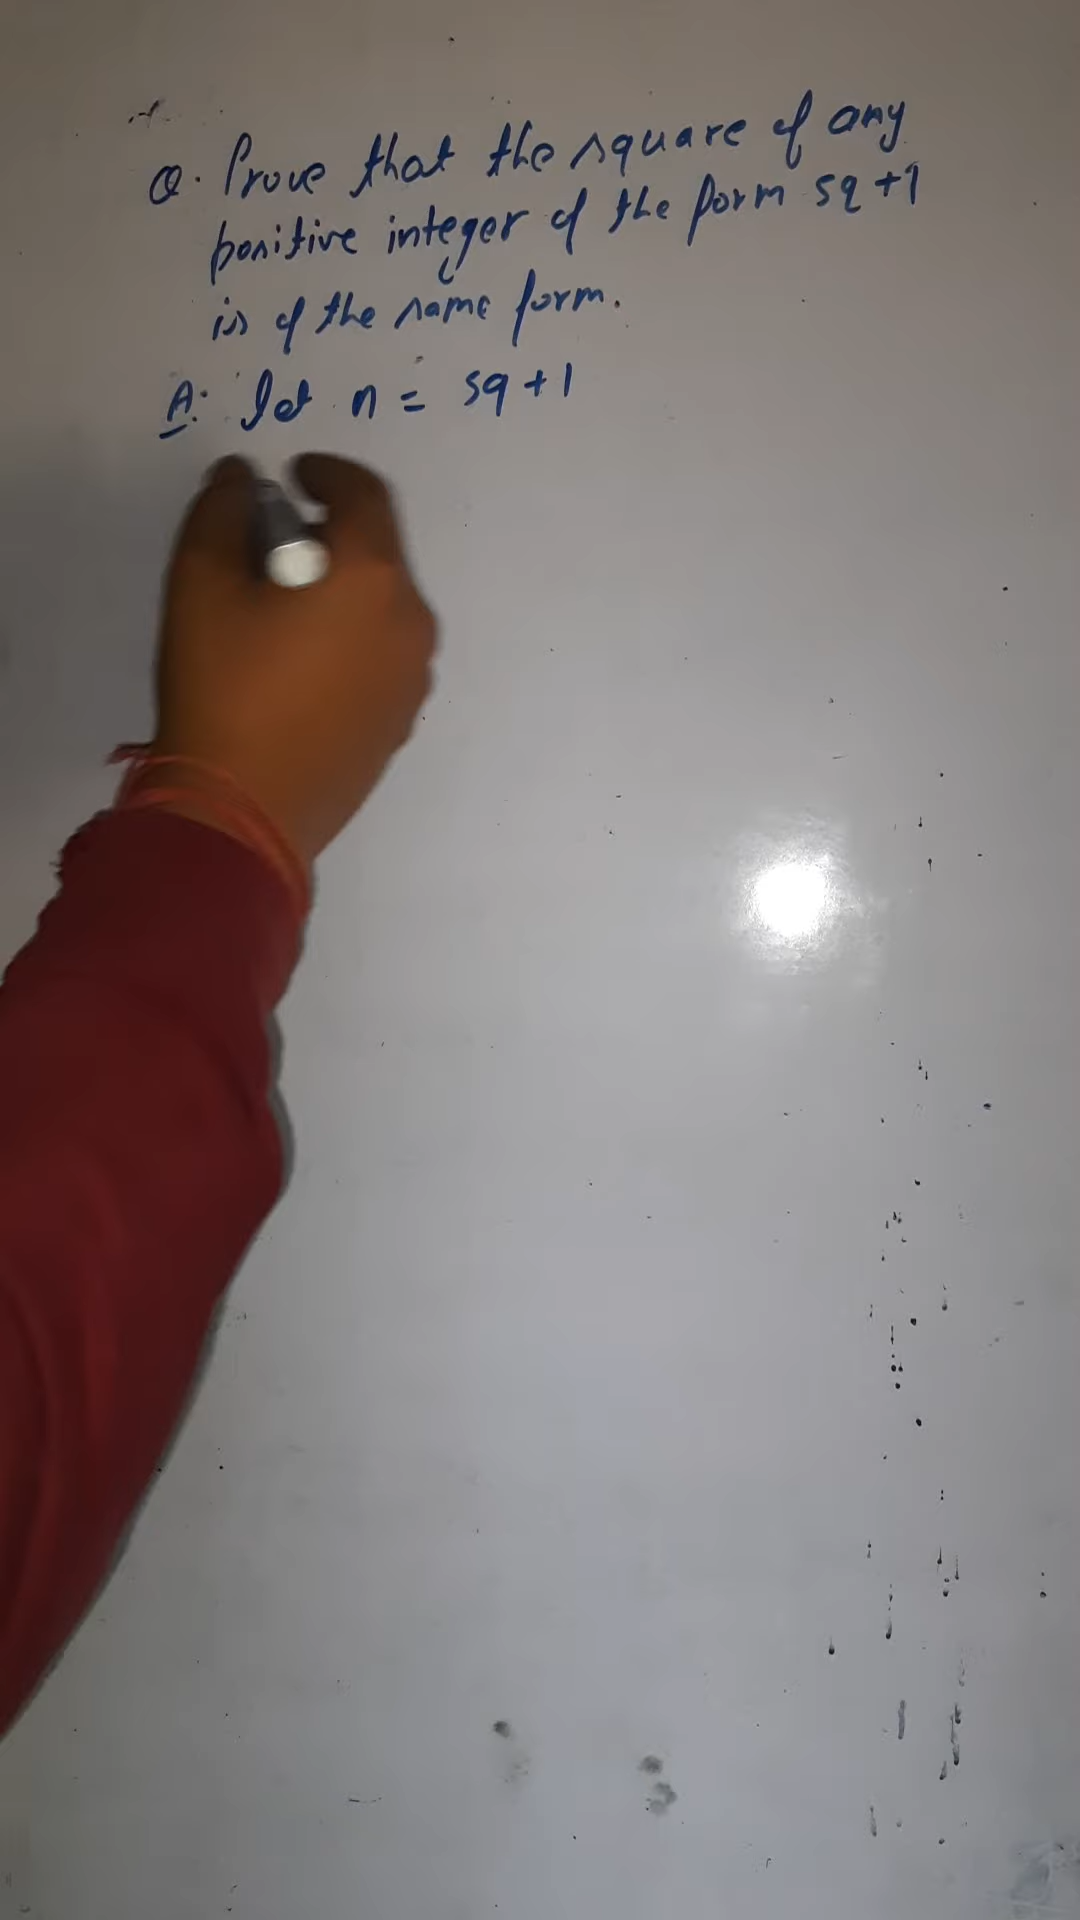 Q. Prove that the square of any
positive integer of the form 5q+1
is of the same form.
A: Let n = 5q+1